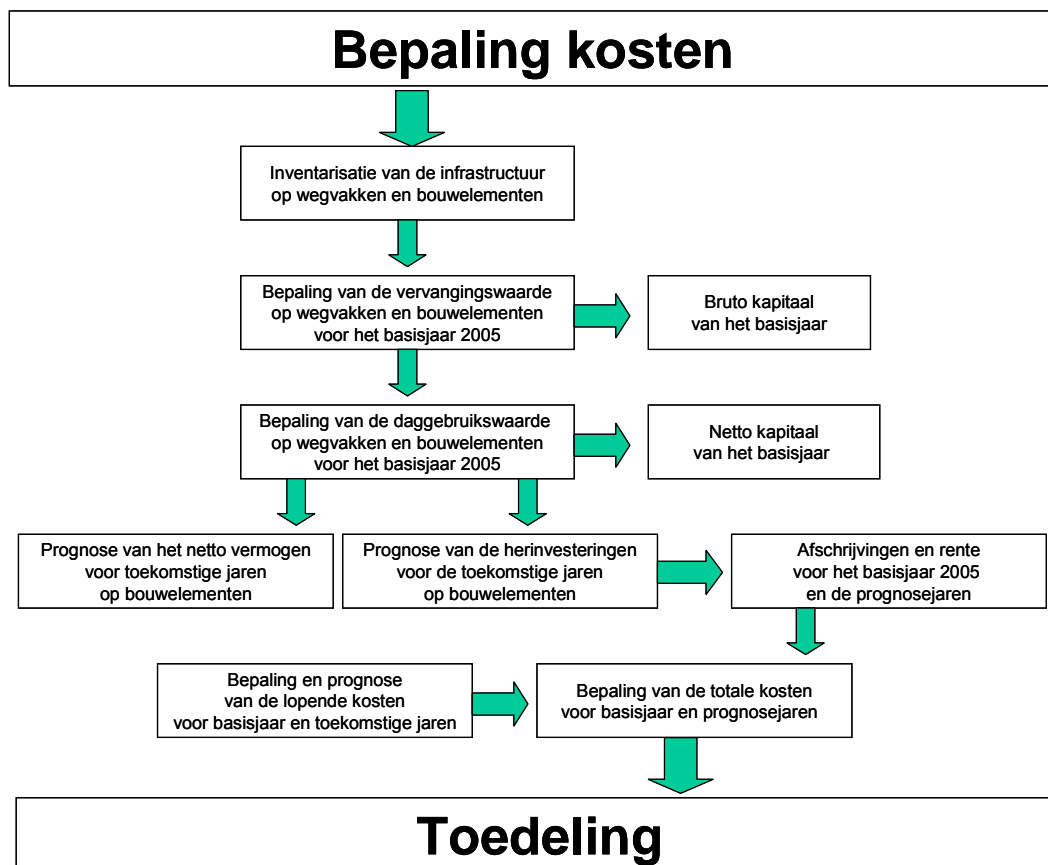 Bepaling kosten
Inventarisatie van de infrastructuur
op wegvakken en bouwelementen
Bepaling van de vervangingswaarde
op wegvakken en bouwelementen
voor het basisjaar 2005
Bruto kapitaal
van het basisjaar
Bepaling van de daggebruikswaarde
op wegvakken en bouwelementen
voor het basisjaar 2005
Netto kapitaal
van het basisjaar
Prognose van het netto vermogen
voor toekomstige jaren
op bouwelementen
Prognose van de herinvesteringen
voor de toekomstige jaren
op bouwelementen
Afschrijvingen en rente
voor het basisjaar 2005
en de prognosejaren
Bepaling en prognose
van de lopende kosten
voor basisjaar en toekomstige jaren
Bepaling van de totale kosten
voor basisjaar en prognosejaren
Toedeling